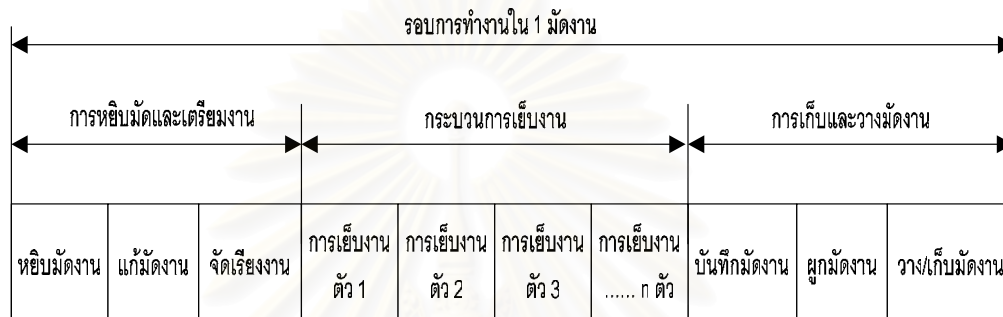 รอบการทำงานใน 1 มัดงาน
การหยิบมัดและเตรียมงาน
กระบวนการเย็บงาน
การเก็บและวางมัดงาน
หยิบมัดงาน
แก้มัดงาน
จัดเรียงงาน
การเย็บงาน
ตัว 1
การเย็บงาน
ตัว 2
การเย็บงาน
ตัว 3
การเย็บงาน
...... n ตัว
บันทึกมัดงาน
ผูกมัดงาน
วาง/เก็บมัดงาน